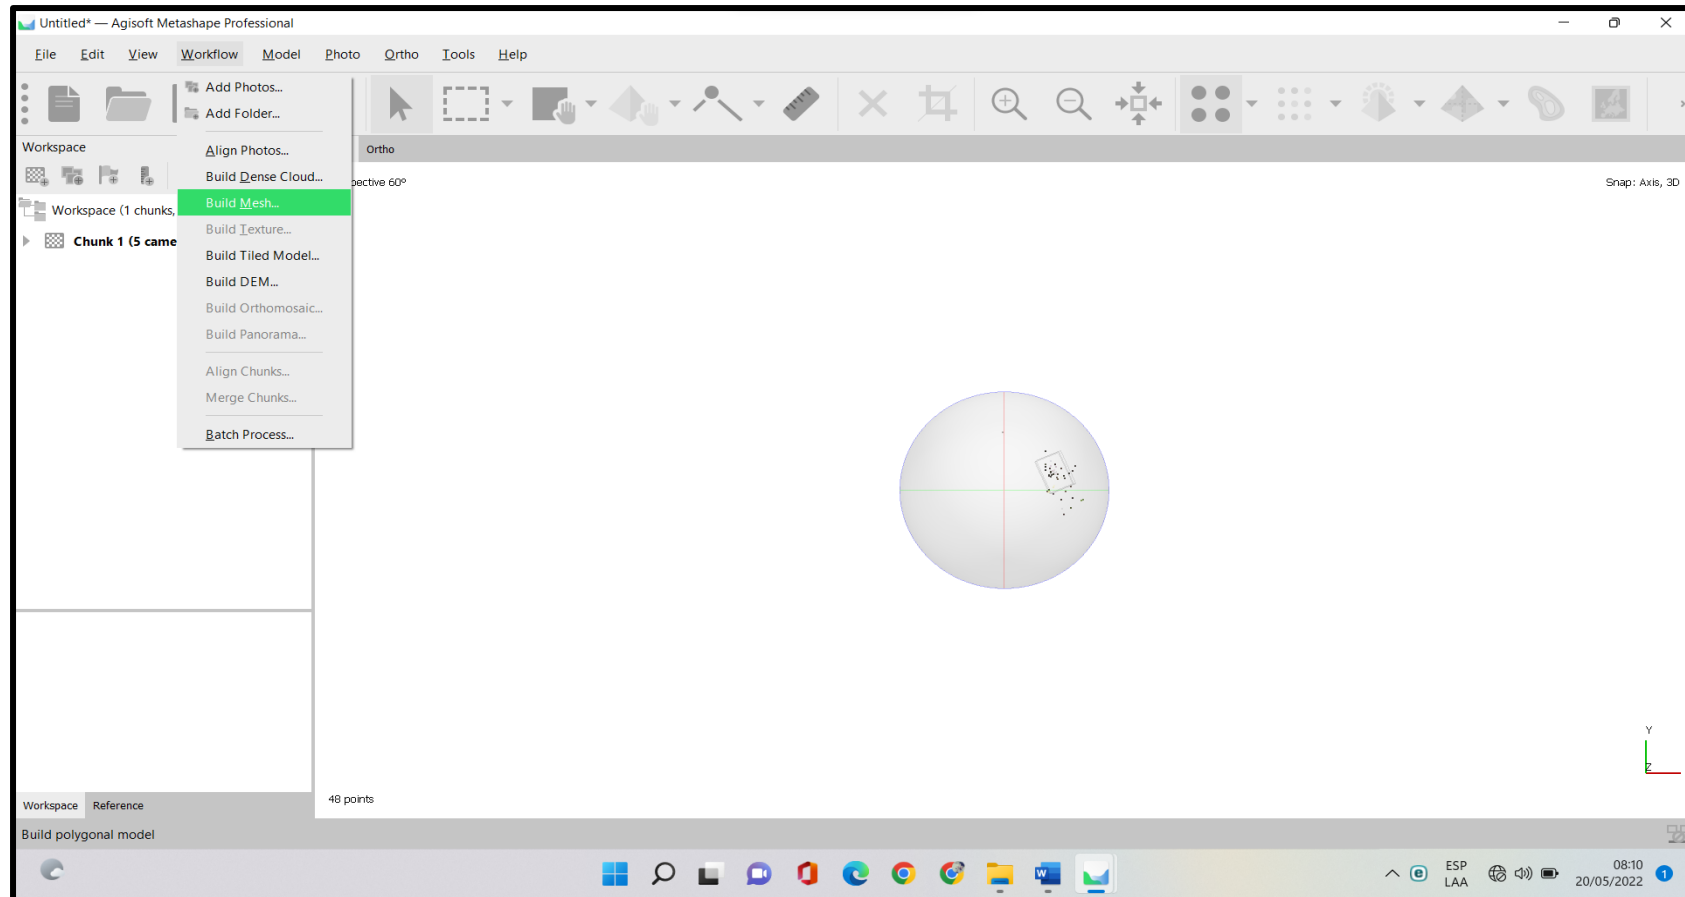 Untitled* — Agisoft Metashape Professional
File Edit View Workflow Model Photo Ortho Tools Help
Add Photos...
Add Folder...
Align Photos...
Build Dense Cloud...
Build Mesh...
Build Texture...
Build Tiled Model...
Build DEM...
Build Orthomosaic...
Build Panorama...
Align Chunks...
Merge Chunks...
Batch Process...
Workspace
Workspace (1 chunks,
Chunk 1 (5 came
Ortho
pective 60°
Snap: Axis, 3D
Y
Z
48 points
Workspace Reference
Build polygonal model
ESP
LAA
08:10
20/05/2022
1